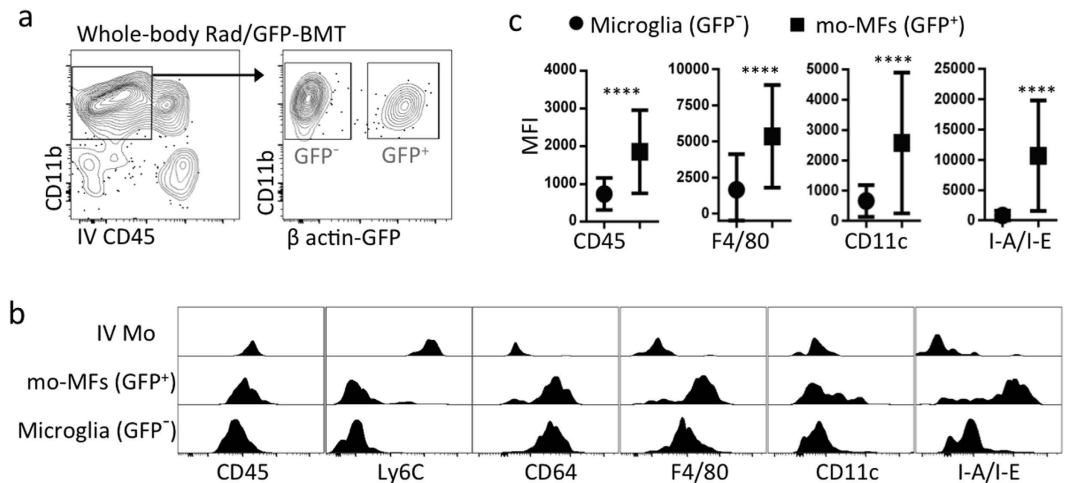 a
Whole-body Rad/GFP-BMT
CD11b
IV CD45
CD11b
GFP⁻
GFP⁺
β actin-GFP
c
Microglia (GFP⁻)
mo-MFs (GFP⁺)
MFI
4000
3000
2000
1000
0
****
CD45
10000
7500
5000
2500
0
****
F4/80
5000
4000
3000
2000
1000
0
****
CD11c
25000
20000
15000
10000
5000
0
****
I-A/I-E
b
IV Mo
mo-MFs (GFP⁺)
Microglia (GFP⁻)
CD45
Ly6C
CD64
F4/80
CD11c
I-A/I-E